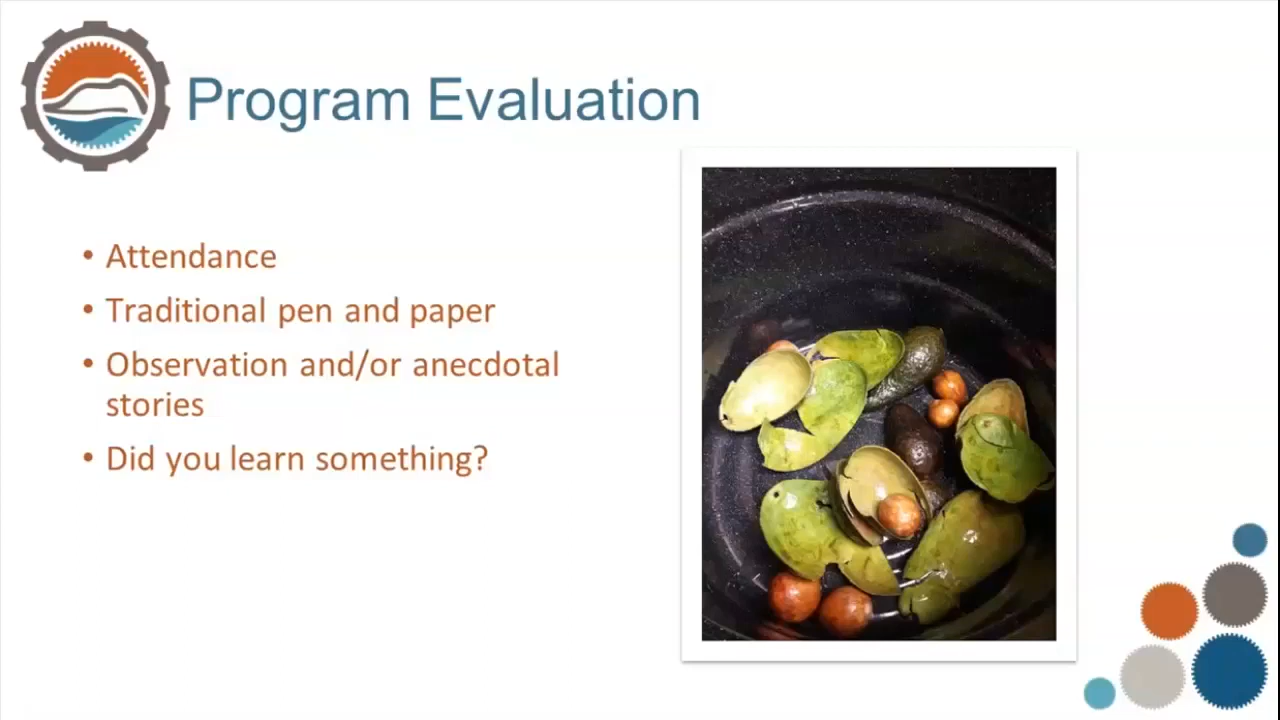 Program Evaluation
• Attendance
• Traditional pen and paper
• Observation and/or anecdotal
stories
• Did you learn something?